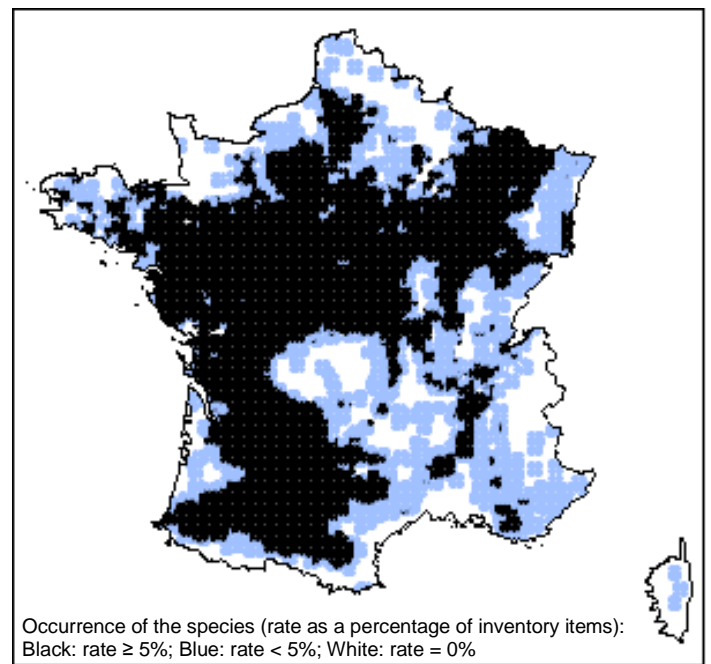 Occurrence of the species (rate as a percentage of inventory items):
Black: rate ≥ 5%; Blue: rate < 5%; White: rate = 0%